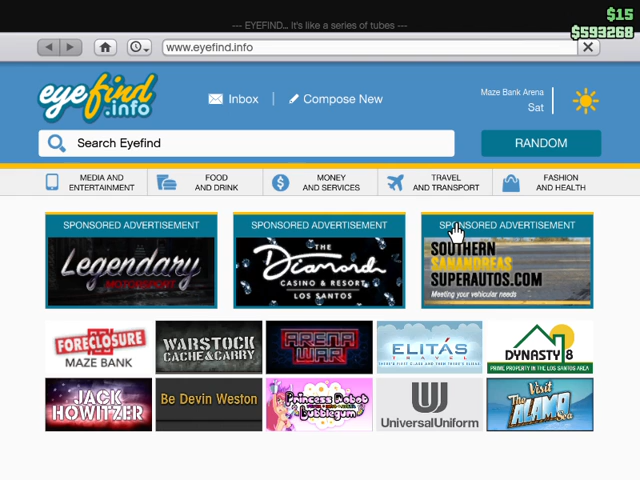 $15
--- EYEFIND... It's like a series of tubes ---
$593268
www.eyefind.info
eyefind
.info
Inbox
Compose New
Maze Bank Arena
Sat
Search Eyefind
RANDOM
MEDIA AND
ENTERTAINMENT
FOOD
AND DRINK
MONEY
AND SERVICES
TRAVEL
AND TRANSPORT
FASHION
AND HEALTH
SPONSORED ADVERTISEMENT
Legendary
MOTORSPORT
SPONSORED ADVERTISEMENT
THE
Diamond
CASINO & RESORT
LOS SANTOS
SPONSORED ADVERTISEMENT
SOUTHERN
SANANDREAS
SUPERAUTOS.COM
Meeting your vehicular needs
FORECLOSURE
MAZE BANK
WARSTOCK
CACHE & CARRY
ARENA
WAR
ELITÁS
TRAVEL
DYNASTY 8
PRIME PROPERTY IN THE LOS SANTOS AREA
JACK
HOWITZER
Be Devin Weston
Princess Robot
Bubblegum
UniversalUniform
Visit
The
ALAMO
Sea